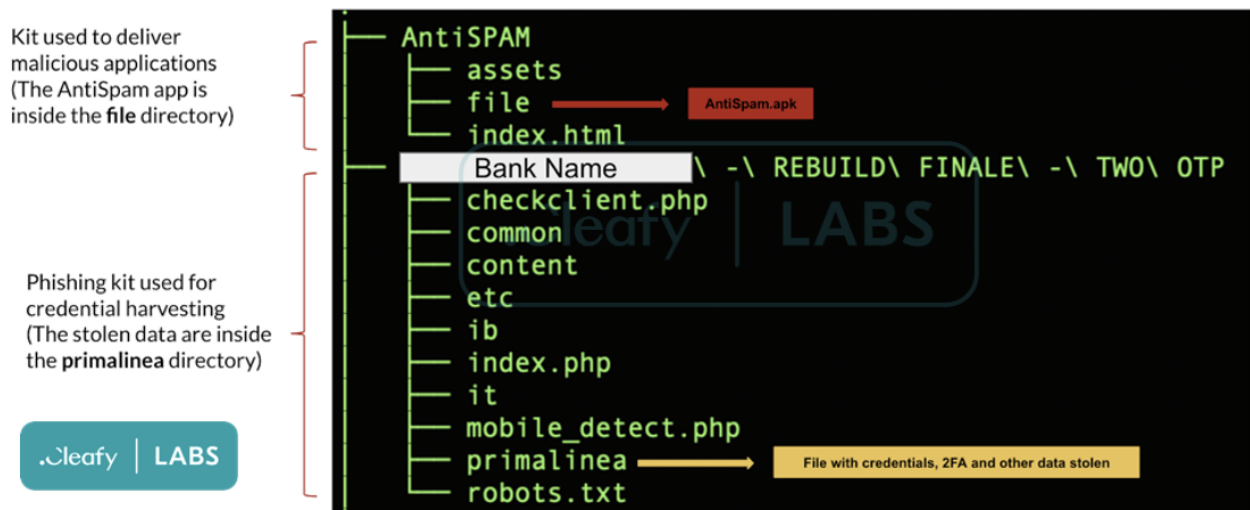 Kit used to deliver
malicious applications
(The AntiSpam app is
inside the file directory)
AntiSPAM
assets
file
AntiSpam.apk
index.html
Bank Name \ -\ REBUILD\ FINALE\ -\ TWO\ OTP
checkclient.php
common
content
etc
ib
index.php
it
mobile_detect.php
primalinea
File with credentials, 2FA and other data stolen
robots.txt
Phishing kit used for
credential harvesting
(The stolen data are inside
the primalinea directory)
.Cleafy | LABS
.Cleafy | LABS